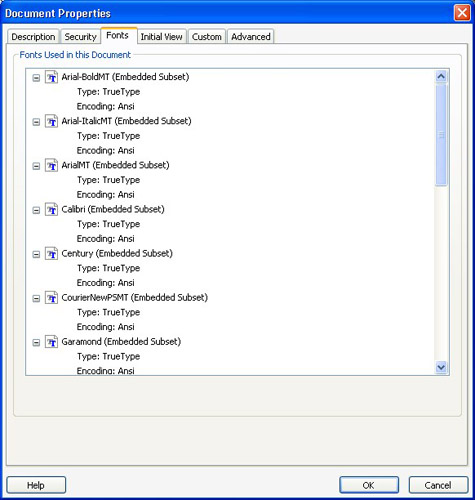 Document Properties
Description Security Fonts Initial View Custom Advanced
Fonts Used in this Document
Arial-BoldMT (Embedded Subset)
Type: TrueType
Encoding: Ansi
Arial-ItalicMT (Embedded Subset)
Type: TrueType
Encoding: Ansi
ArialMT (Embedded Subset)
Type: TrueType
Encoding: Ansi
Calibri (Embedded Subset)
Type: TrueType
Encoding: Ansi
Century (Embedded Subset)
Type: TrueType
Encoding: Ansi
CourierNewPSMT (Embedded Subset)
Type: TrueType
Encoding: Ansi
Garamond (Embedded Subset)
Type: TrueType
Encoding: Ansi
Help OK Cancel